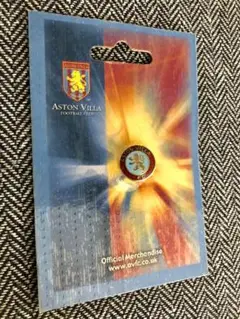 ASTON VILLA
FOOTBALL CLUB
Official Merchandise
www.avfc.co.uk